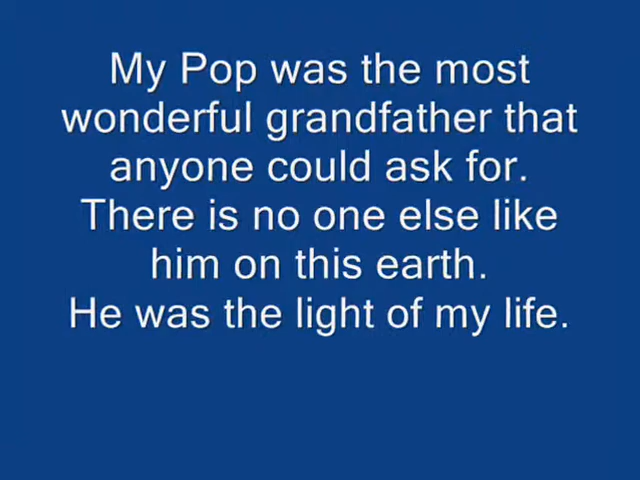 My Pop was the most
wonderful grandfather that
anyone could ask for.
There is no one else like
him on this earth.
He was the light of my life.